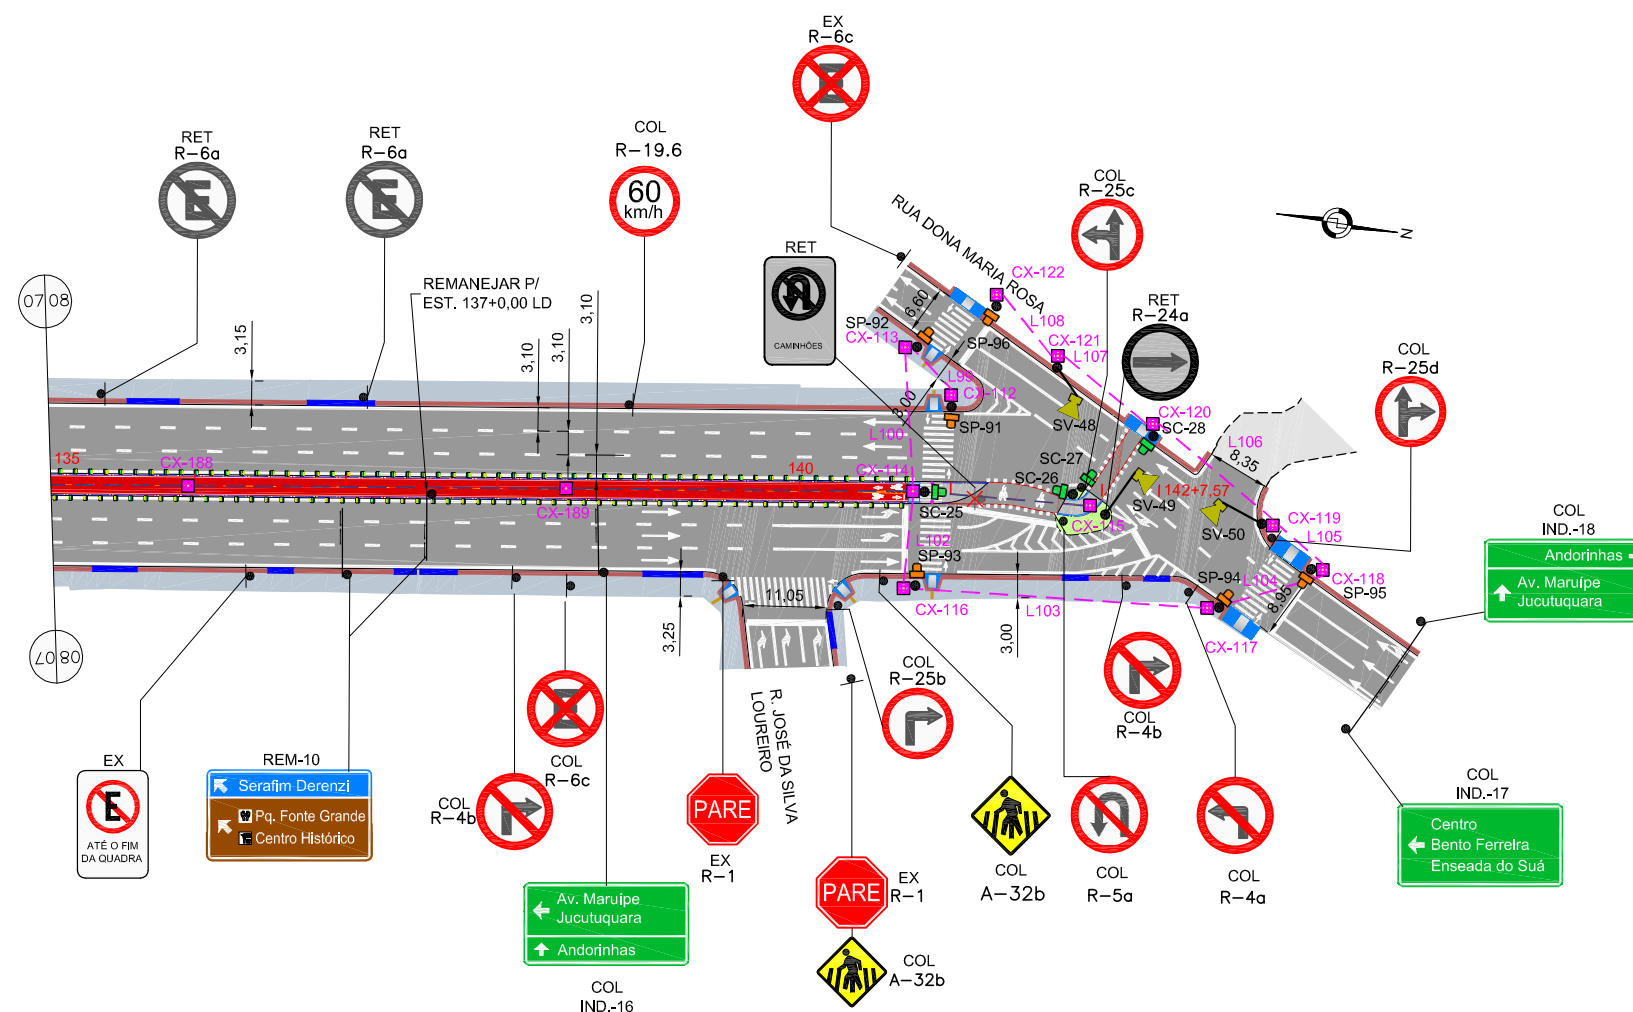 EX
R-6c
RET
R-6a
RET
R-6a
COL
R-19.6
60
km/h
COL
R-25c
RUA DONA MARIA ROSA
RET
CAMINHÕES
CX-122
RET
R-24a
N
07
08
REMANEJAR P/
EST. 137+0,00 LD
3,15
3,10
3,10
3,10
6,60
L108
SP-92
CX-113
SP-96
CX-121
L107
COL
R-25d
L99
CX-112
8,00
SP-91
SV-48
CX-120
SC-28
L100
L106
8,35
135
CX-188
140
CX-114
SC-27
SC-26
142+7,57
CX-189
SC-25
CX-115
SV-49
SV-50
CX-119
L105
COL
IND.-18
Andorinhas
Av. Maruípe
Jucutuquara
L102
SP-93
SP-94
L104
CX-118
SP-95
8,95
11,05
CX-116
L103
CX-117
3,25
3,00
08
07
COL
R-25b
COL
R-4b
R. JOSÉ DA SILVA
LOUREIRO
EX
E
ATÉ O FIM
DA QUADRA
REM-10
Serafim Derenzi
Pq. Fonte Grande
Centro Histórico
COL
R-4b
COL
R-6c
PARE
EX
R-1
COL
IND.-17
Centro
Bento Ferreira
Enseada do Suá
COL
A-32b
COL
R-5a
COL
R-4a
Av. Maruípe
Jucutuquara
Andorinhas
COL
IND.-16
PARE
EX
R-1
COL
A-32b